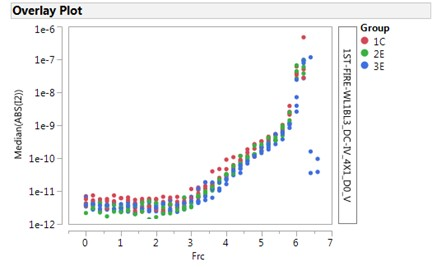 Overlay Plot
1e-6
1e-7
1e-8
1e-9
1e-10
1e-11
1e-12
Median(ABS(I2))
0 1 2 3 4 5 6 7
Frc
1ST-FIRE-WL1BL3_DC-IV_4X1_D0_V
Group
1C
2E
3E